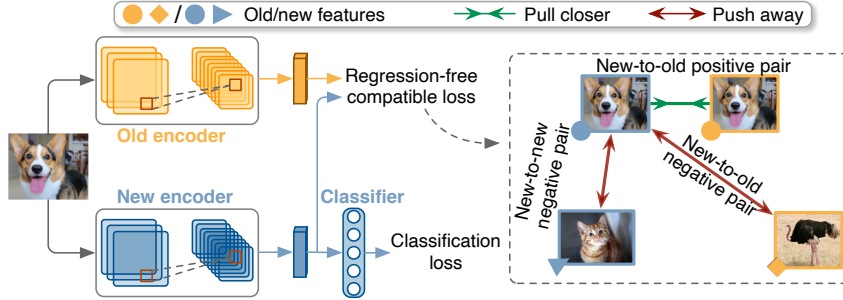 / Old/new features Pull closer Push away
Old encoder
Regression-free
compatible loss
New encoder
Classifier
Classification
loss
New-to-old positive pair
New-to-new
negative pair
New-to-old
negative pair